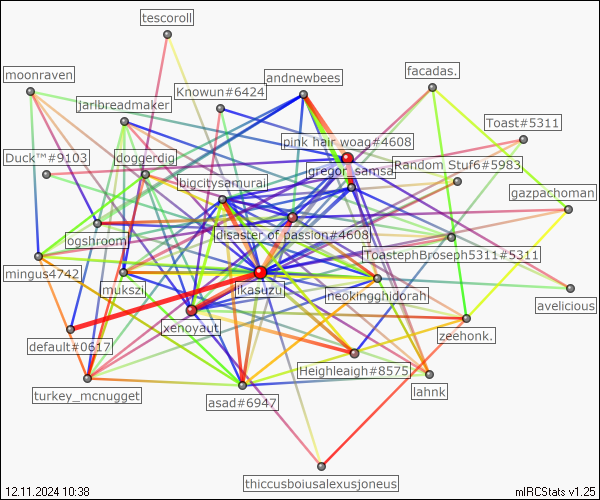 tescoroll
moonraven
facadas.
andnewbees
Knowun#6424
jarlbreadmaker
Toast#5311
pink hair woag#4608
Duck™#9103
doggerdig
Random Stuf6#5983
gregor_samsa
bigcitysamurai
gazpachoman
disaster of passion#4608
ogshroom
ToastephBroseph5311#5311
mingus4742
mukszi
likasuzu
neokingghidorah
avelicious
xenoyaut
zeehonk.
default#0617
Heighleaigh#8575
turkey_mcnugget
lahnk
asad#6947
thiccusboiusalexusjoneus
12.11.2024 10:38
mIRCStats v1.25